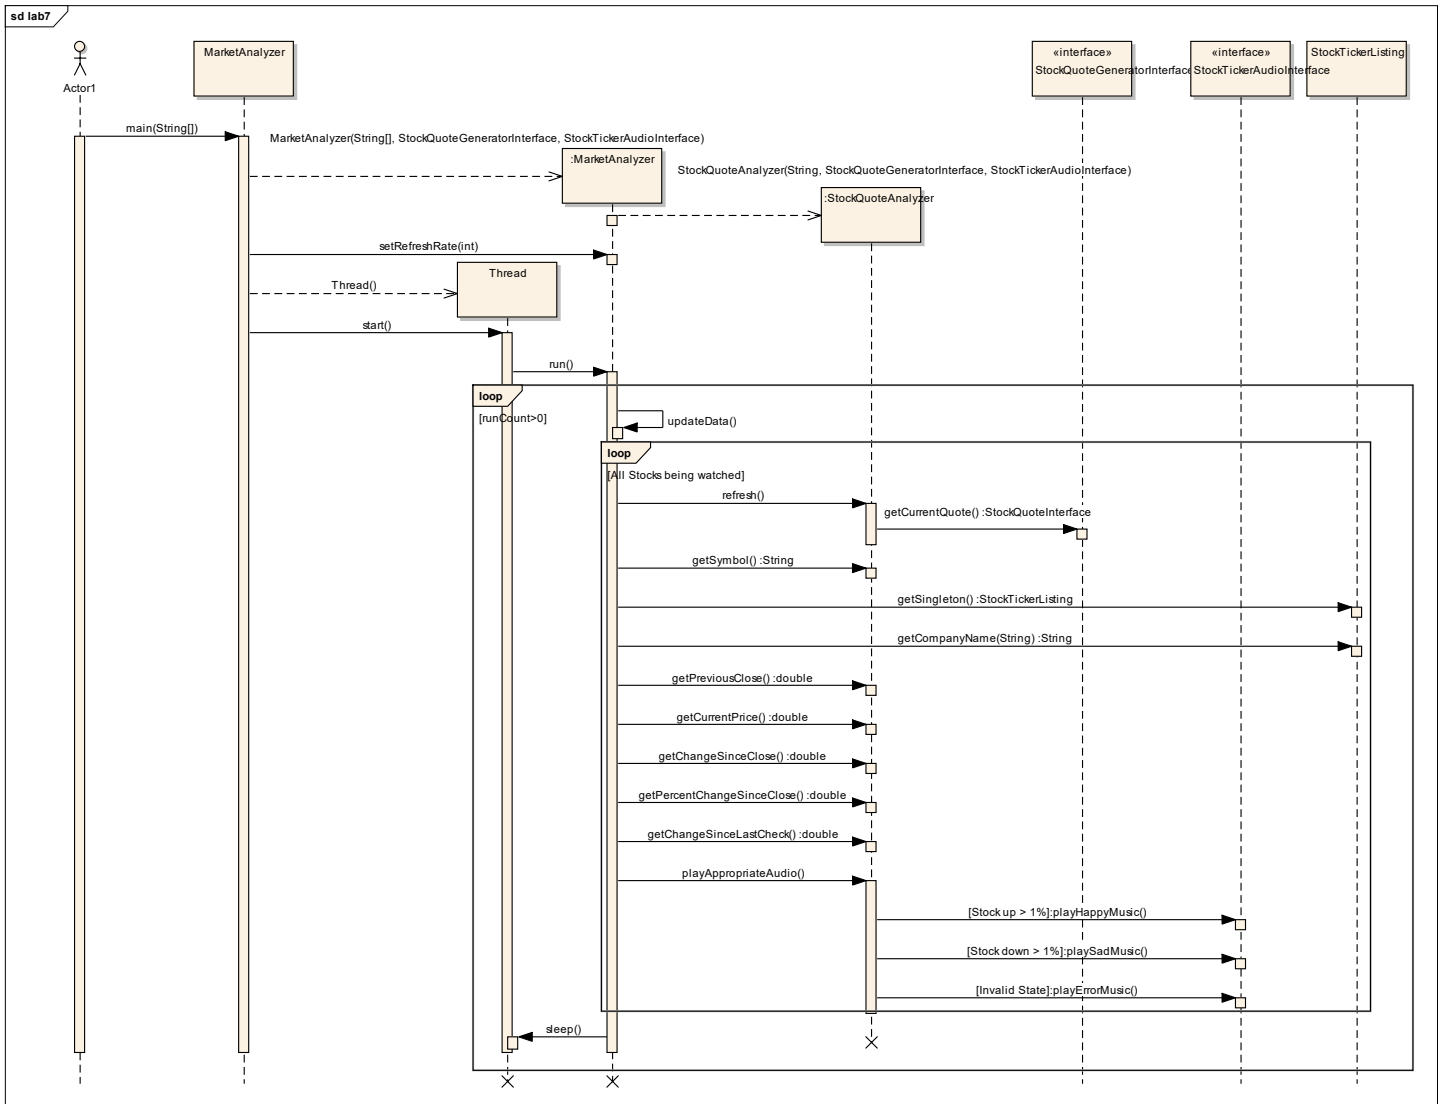 sd lab7
Actor1
MarketAnalyzer
«interface»
StockQuoteGeneratorInterface
«interface»
StockTickerAudioInterface
StockTickerListing
main(String[])
MarketAnalyzer(String[], StockQuoteGeneratorInterface, StockTickerAudioInterface)
:MarketAnalyzer
StockQuoteAnalyzer(String, StockQuoteGeneratorInterface, StockTickerAudioInterface)
:StockQuoteAnalyzer
setRefreshRate(int)
Thread
Thread()
start()
run()
loop
[runCount>0]
updateData()
loop
[All Stocks being watched]
refresh()
getCurrentQuote() :StockQuoteInterface
getSymbol() :String
getSingleton() :StockTickerListing
getCompanyName(String) :String
getPreviousClose() :double
getCurrentPrice() :double
getChangeSinceClose() :double
getPercentChangeSinceClose() :double
getChangeSinceLastCheck() :double
playAppropriateAudio()
[Stock up > 1%]:playHappyMusic()
[Stock down > 1%]:playSadMusic()
[Invalid State]:playErrorMusic()
sleep()